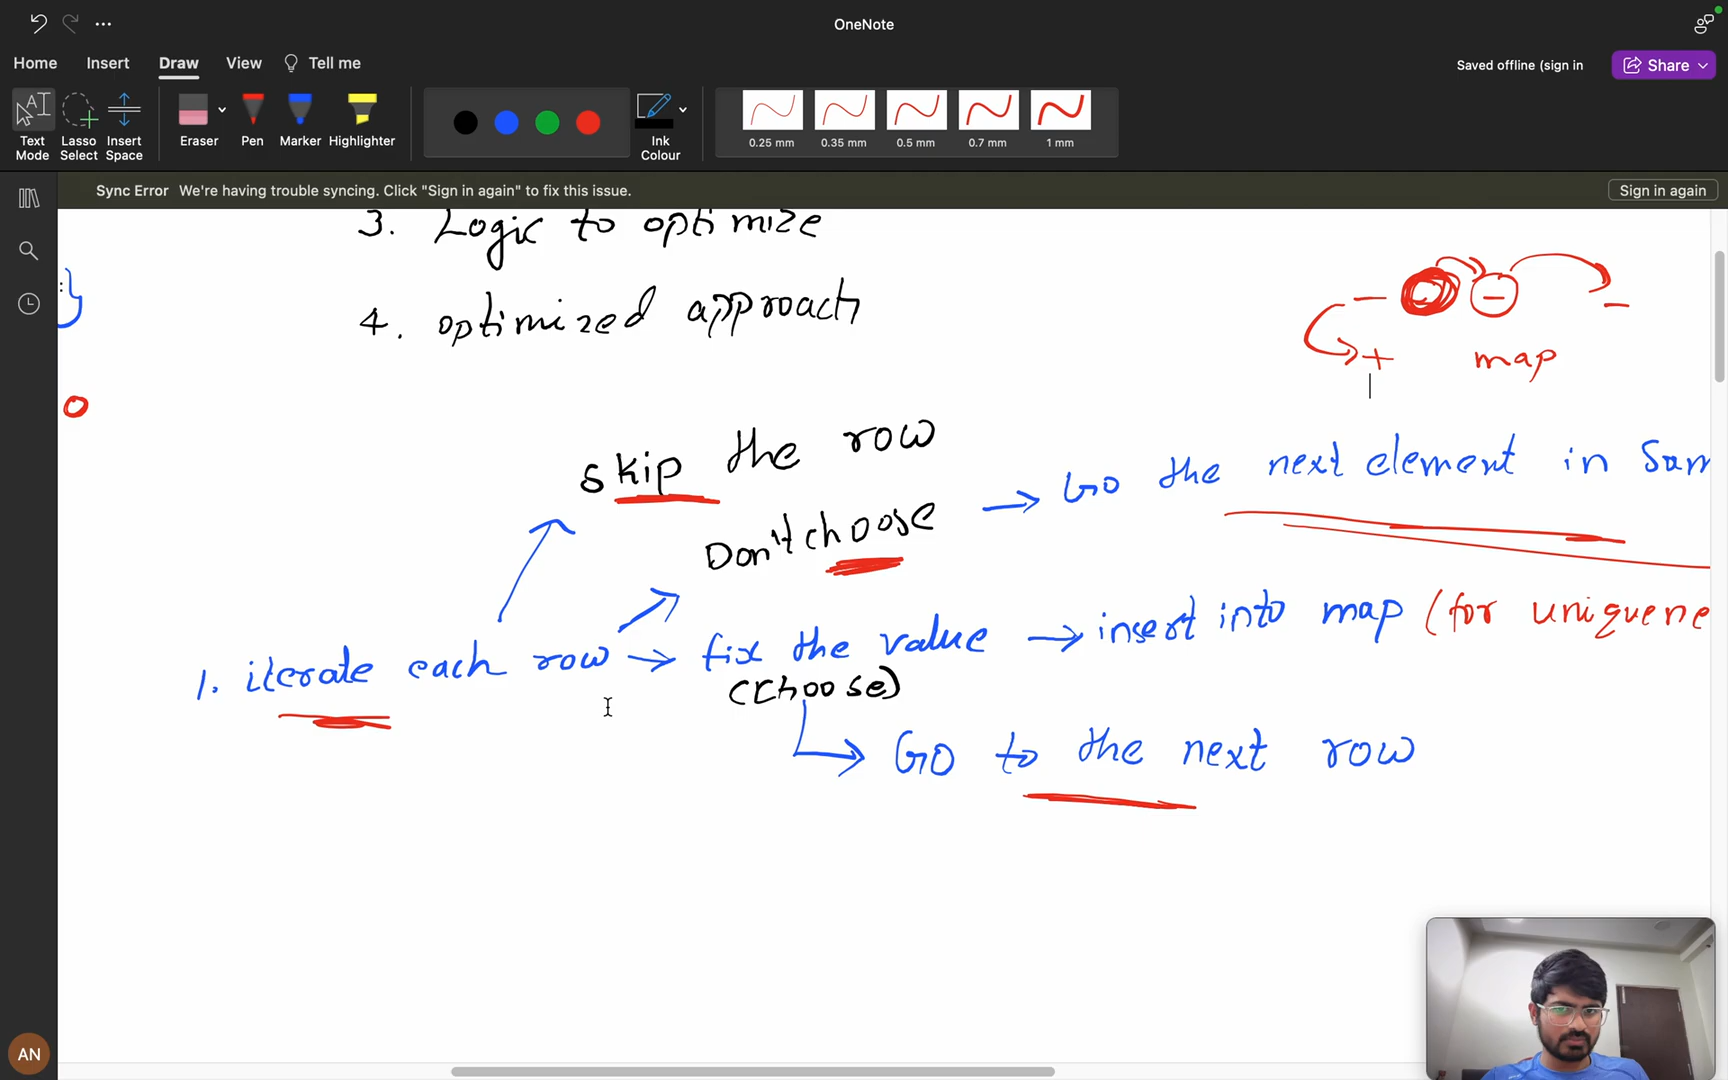 OneNote
Home Insert Draw View Tell me
Saved offline (sign in
Share
Text Mode
Lasso Select
Insert Space
Eraser
Pen
Marker
Highlighter
Ink Colour
0.25 mm
0.35 mm
0.5 mm
0.7 mm
1 mm
Sync Error We're having trouble syncing. Click "Sign in again" to fix this issue.
Sign in again
3. Logic to optimize
4. optimized approach
map
skip the row
Don't choose → Go the next element in Sam
1. iterate each row → fix the value → insert into map (for uniquene
(choose)
Go to the next row
AN